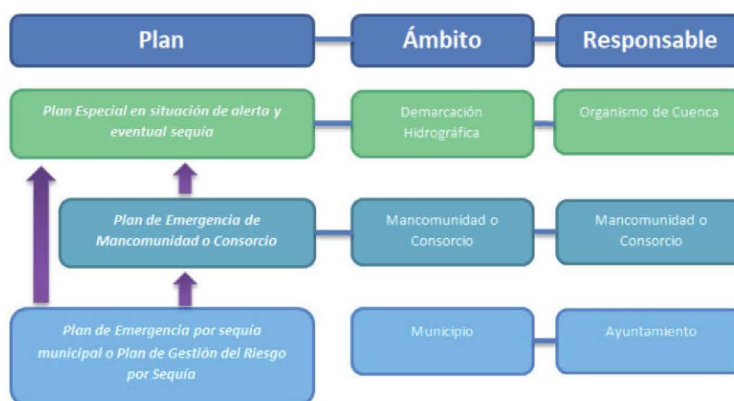 Plan
Ámbito
Responsable
Plan Especial en situación de alerta y
eventual sequía
Demarcación
Hidrográfica
Organismo de Cuenca
Plan de Emergencia de
Mancomunidad o Consorcio
Mancomunidad o
Consorcio
Mancomunidad o
Consorcio
Plan de Emergencia por sequía
municipal o Plan de Gestión del Riesgo
por Sequía
Municipio
Ayuntamiento